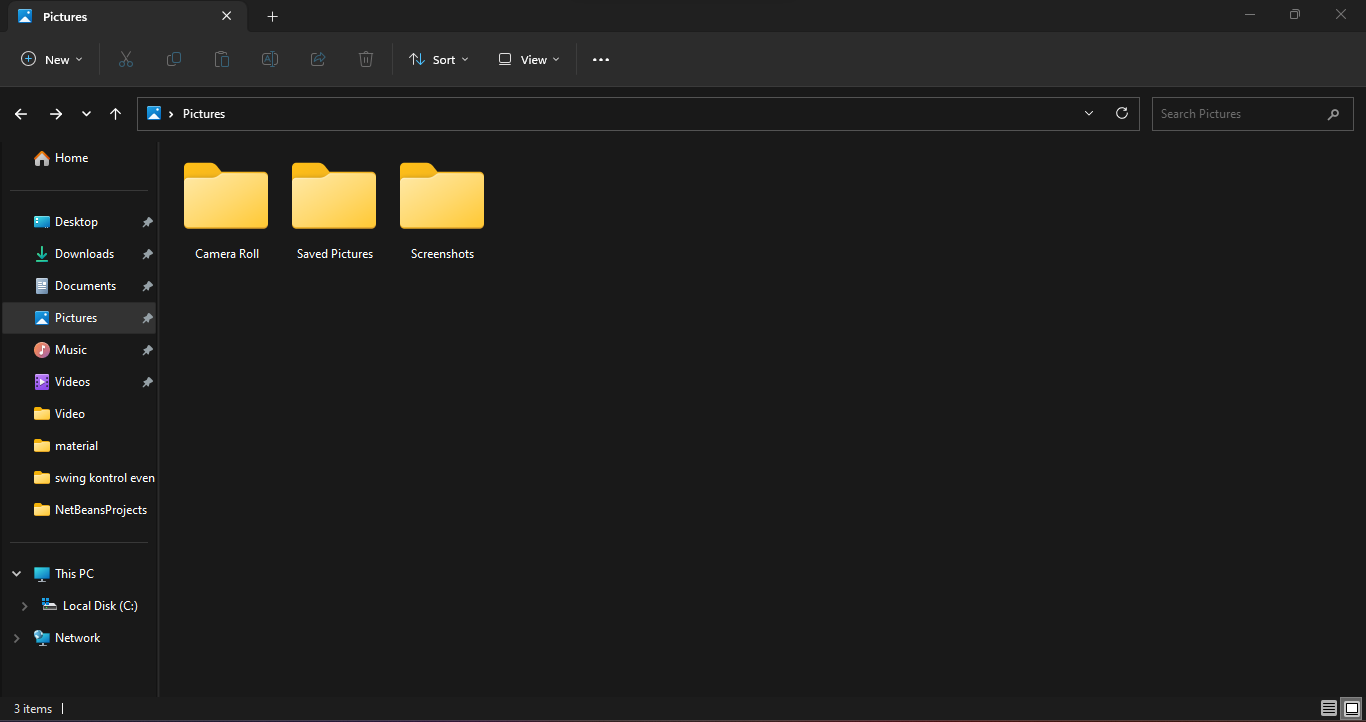 Pictures
New
Sort
View
Pictures
Search Pictures
Home
Desktop
Downloads
Documents
Pictures
Music
Videos
Video
material
swing kontrol even
NetBeansProjects
This PC
Local Disk (C:)
Network
Camera Roll
Saved Pictures
Screenshots
3 items